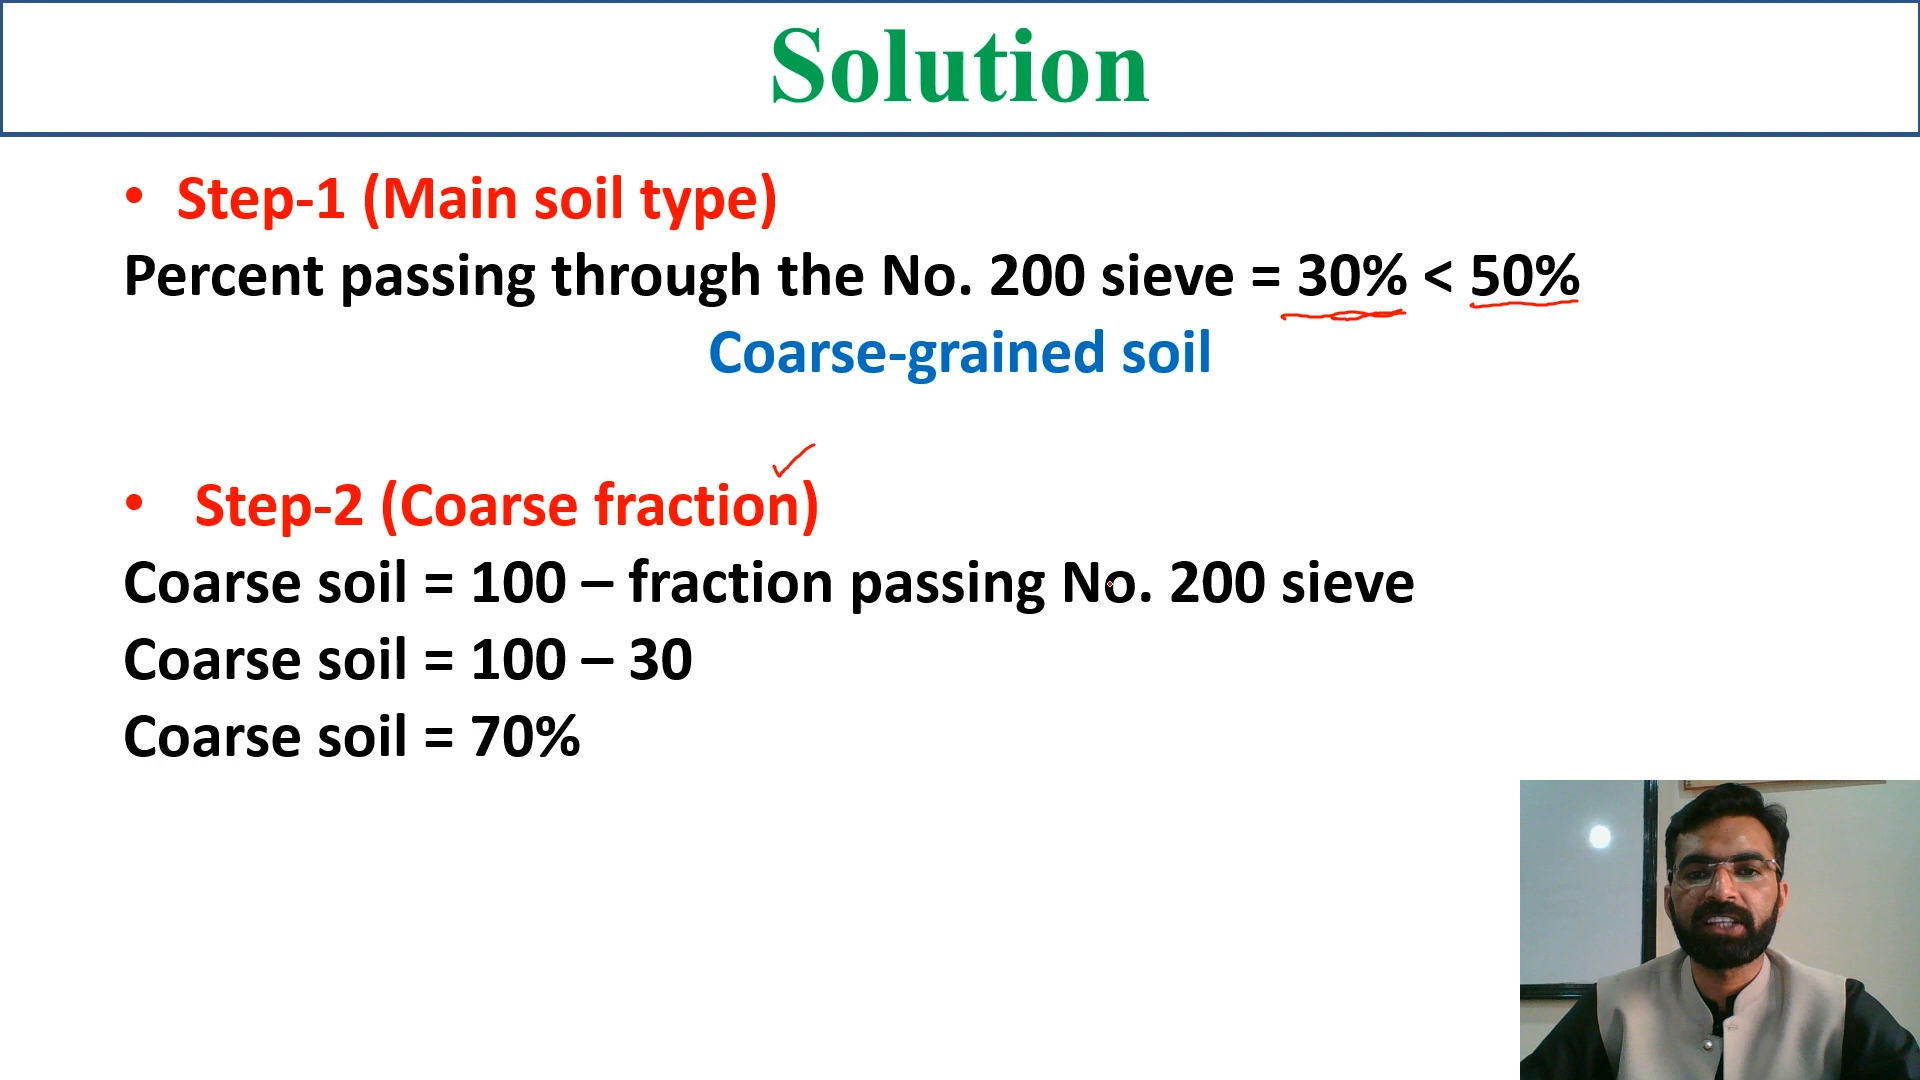 Solution
• Step-1 (Main soil type)
Percent passing through the No. 200 sieve = 30% < 50%
Coarse-grained soil
• Step-2 (Coarse fraction)
Coarse soil = 100 – fraction passing No. 200 sieve
Coarse soil = 100 – 30
Coarse soil = 70%